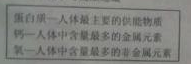 蛋白质—人体最主要的供能物质
钙—人体中含量最多的金属元素
氧—人体中含量最多的非金属元素